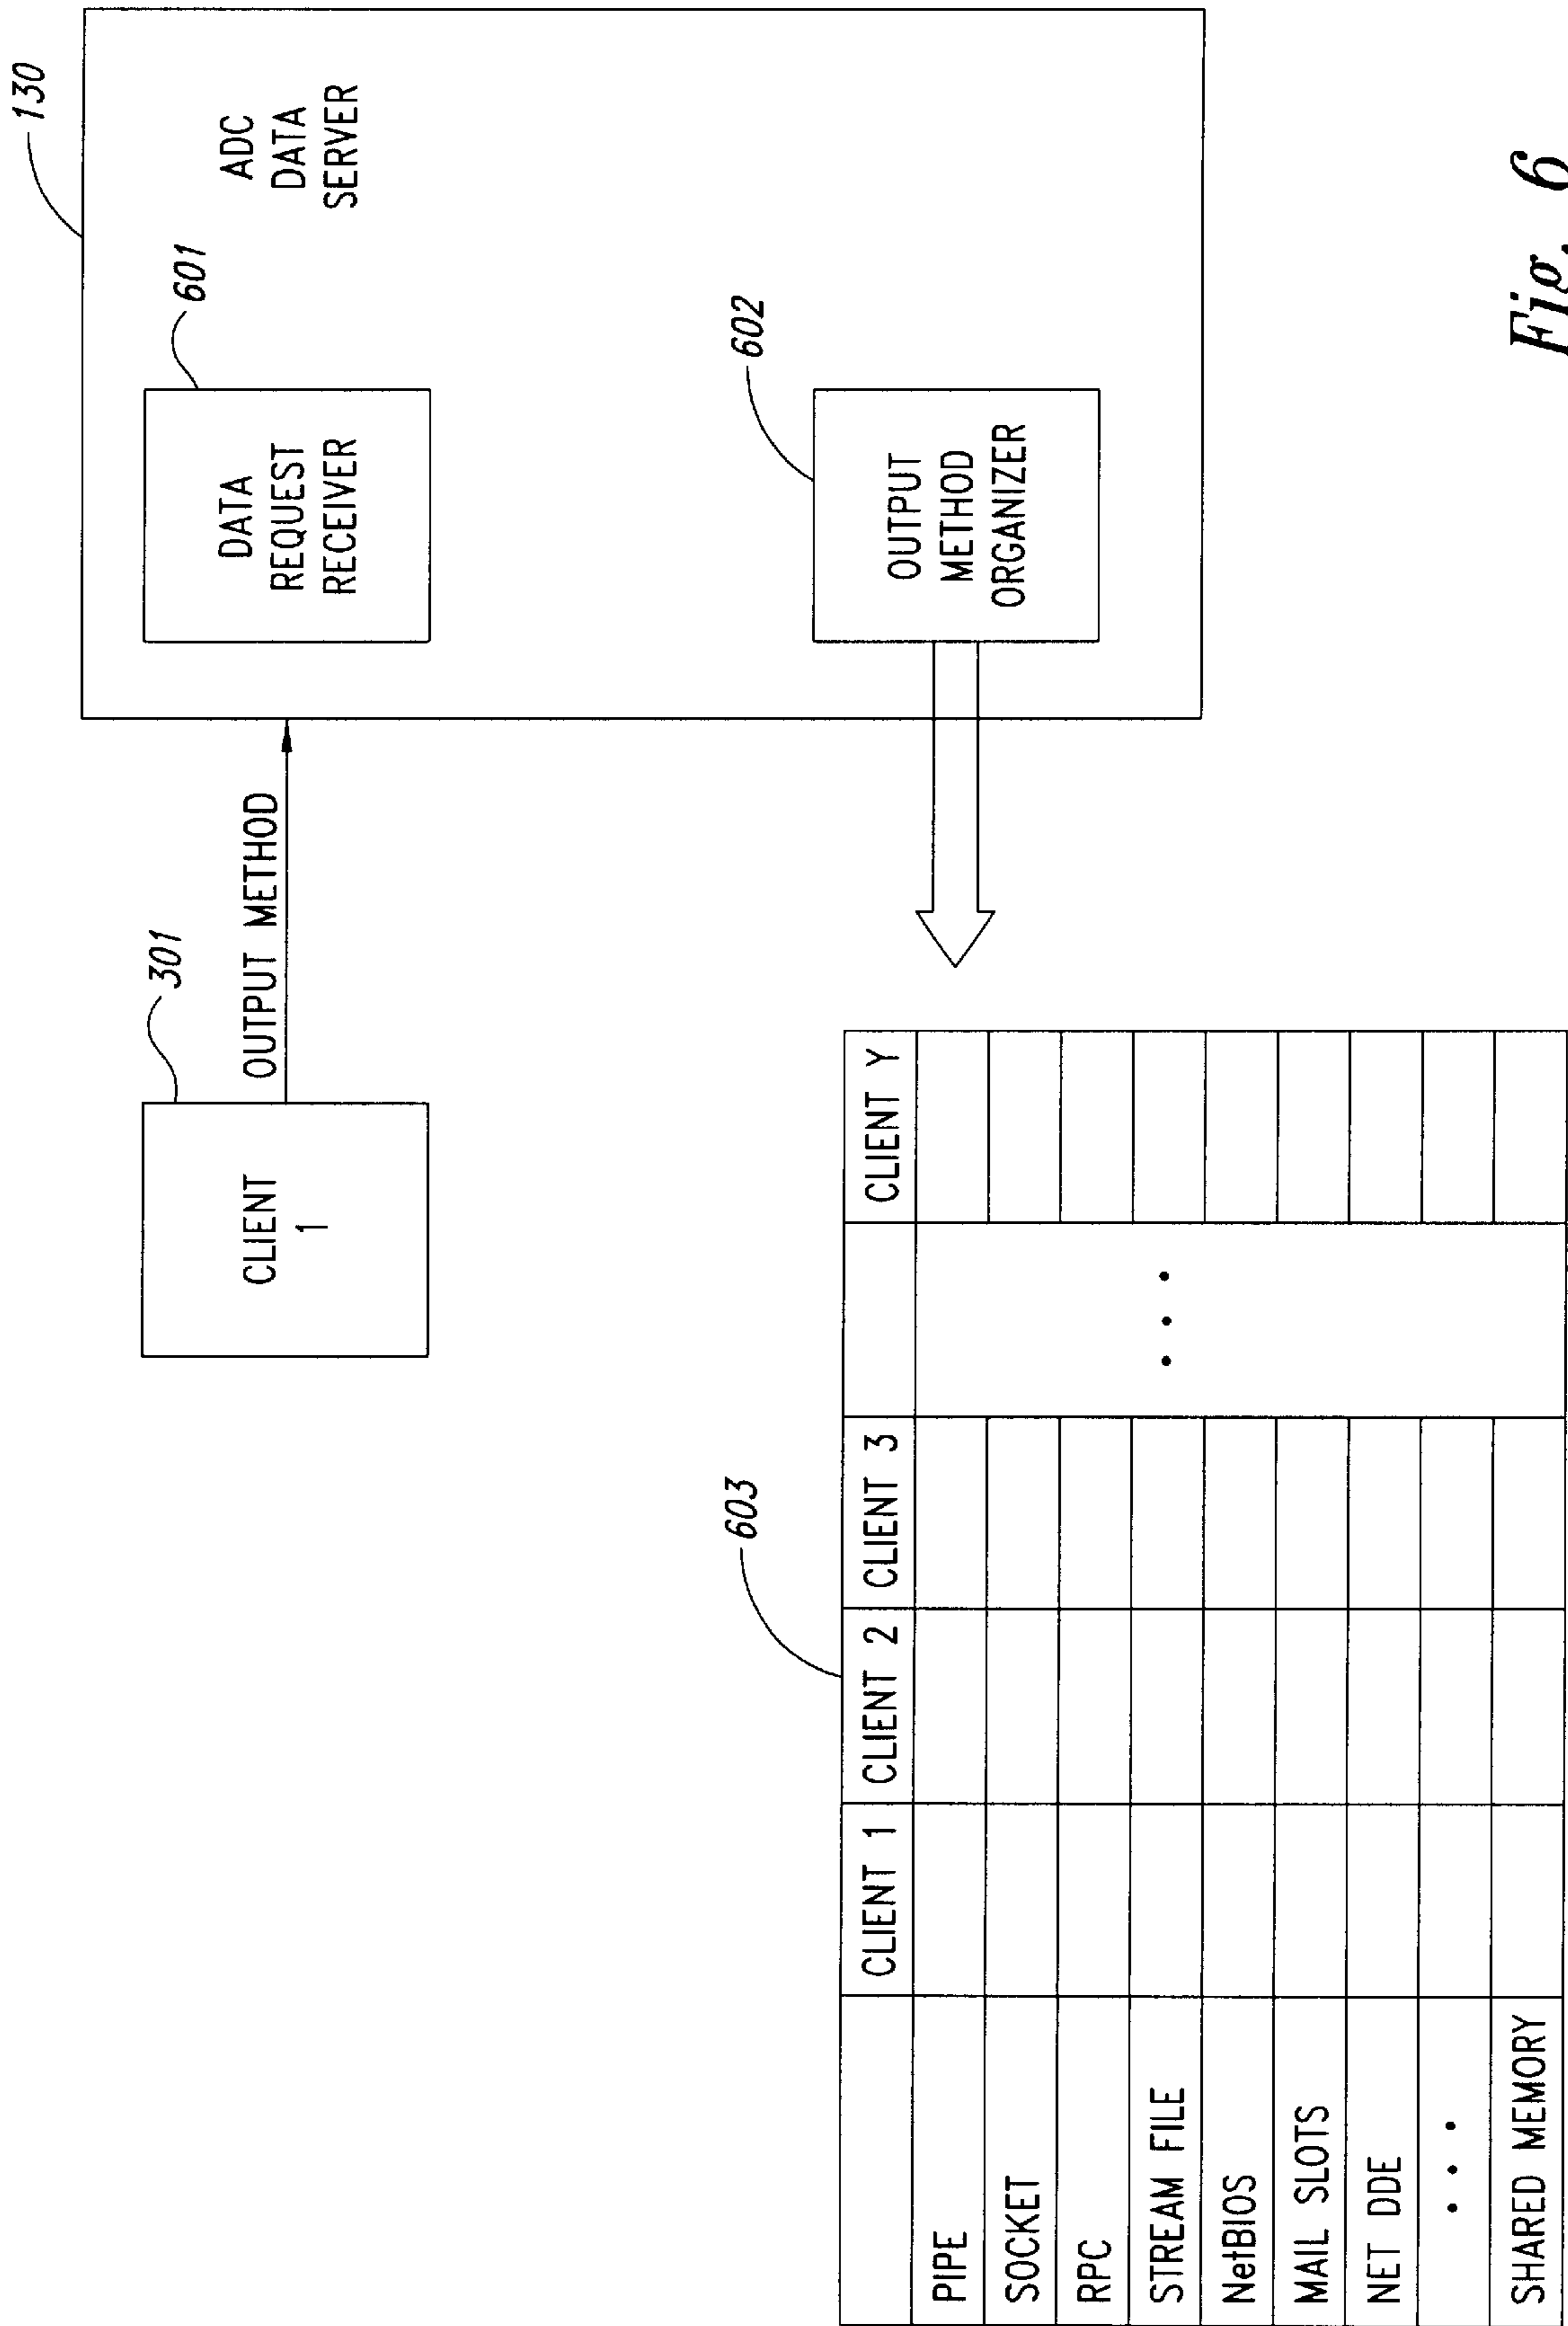 130
ADC
DATA
SERVER
601
DATA
REQUEST
RECEIVER
602
OUTPUT
METHOD
ORGANIZER
301
OUTPUT METHOD
CLIENT
1
603
CLIENT 1 CLIENT 2 CLIENT 3 CLIENT Y
PIPE
SOCKET
RPC
STREAM FILE
NetBIOS
MAIL SLOTS
NET DDE
• • •
SHARED MEMORY
• • •
Fig. 6